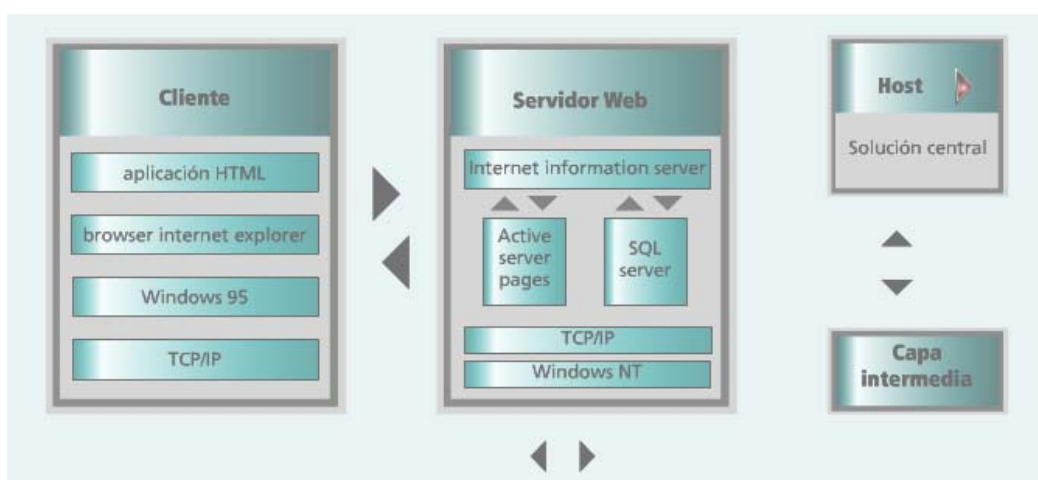 Cliente
aplicación HTML
browser internet explorer
Windows 95
TCP/IP
Servidor Web
Internet information server
Active
server
pages
SQL
server
TCP/IP
Windows NT
Host
Solución central
Capa
intermedia